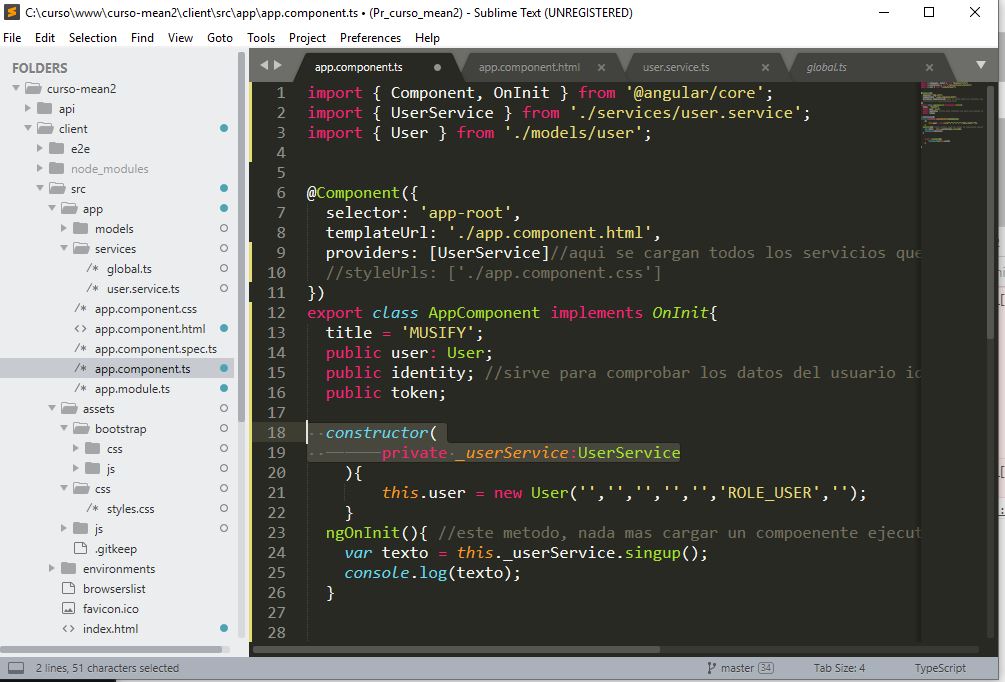 C:\curso\www\curso-mean2\client\src\app\app.component.ts • (Pr_curso_mean2) - Sublime Text (UNREGISTERED)
File Edit Selection Find View Goto Tools Project Preferences Help
FOLDERS
curso-mean2
api
client
e2e
node_modules
src
app
models
services
/* global.ts
/* user.service.ts
/* app.component.css
<> app.component.html
/* app.component.spec.ts
/* app.component.ts
/* app.module.ts
assets
bootstrap
css
js
css
/* styles.css
js
.gitkeep
environments
browserslist
favicon.ico
<> index.html
app.component.ts app.component.html user.service.ts global.ts
1 import { Component, OnInit } from '@angular/core';
2 import { UserService } from './services/user.service';
3 import { User } from './models/user';
4
5
6 @Component({
7 selector: 'app-root',
8 templateUrl: './app.component.html',
9 providers: [UserService]//aqui se cargan todos los servicios que
10 //styleUrls: ['./app.component.css']
11 })
12 export class AppComponent implements OnInit{
13 title = 'MUSIFY';
14 public user: User;
15 public identity; //sirve para comprobar los datos del usuario id
16 public token;
17
18 constructor(
19 private _userService:UserService
20 ){
21 this.user = new User('','','','','','ROLE_USER','');
22 }
23 ngOnInit(){ //este metodo, nada mas cargar un compoenente ejecut
24 var texto = this._userService.singup();
25 console.log(texto);
26 }
27
28
2 lines, 51 characters selected master 34 Tab Size: 4 TypeScript